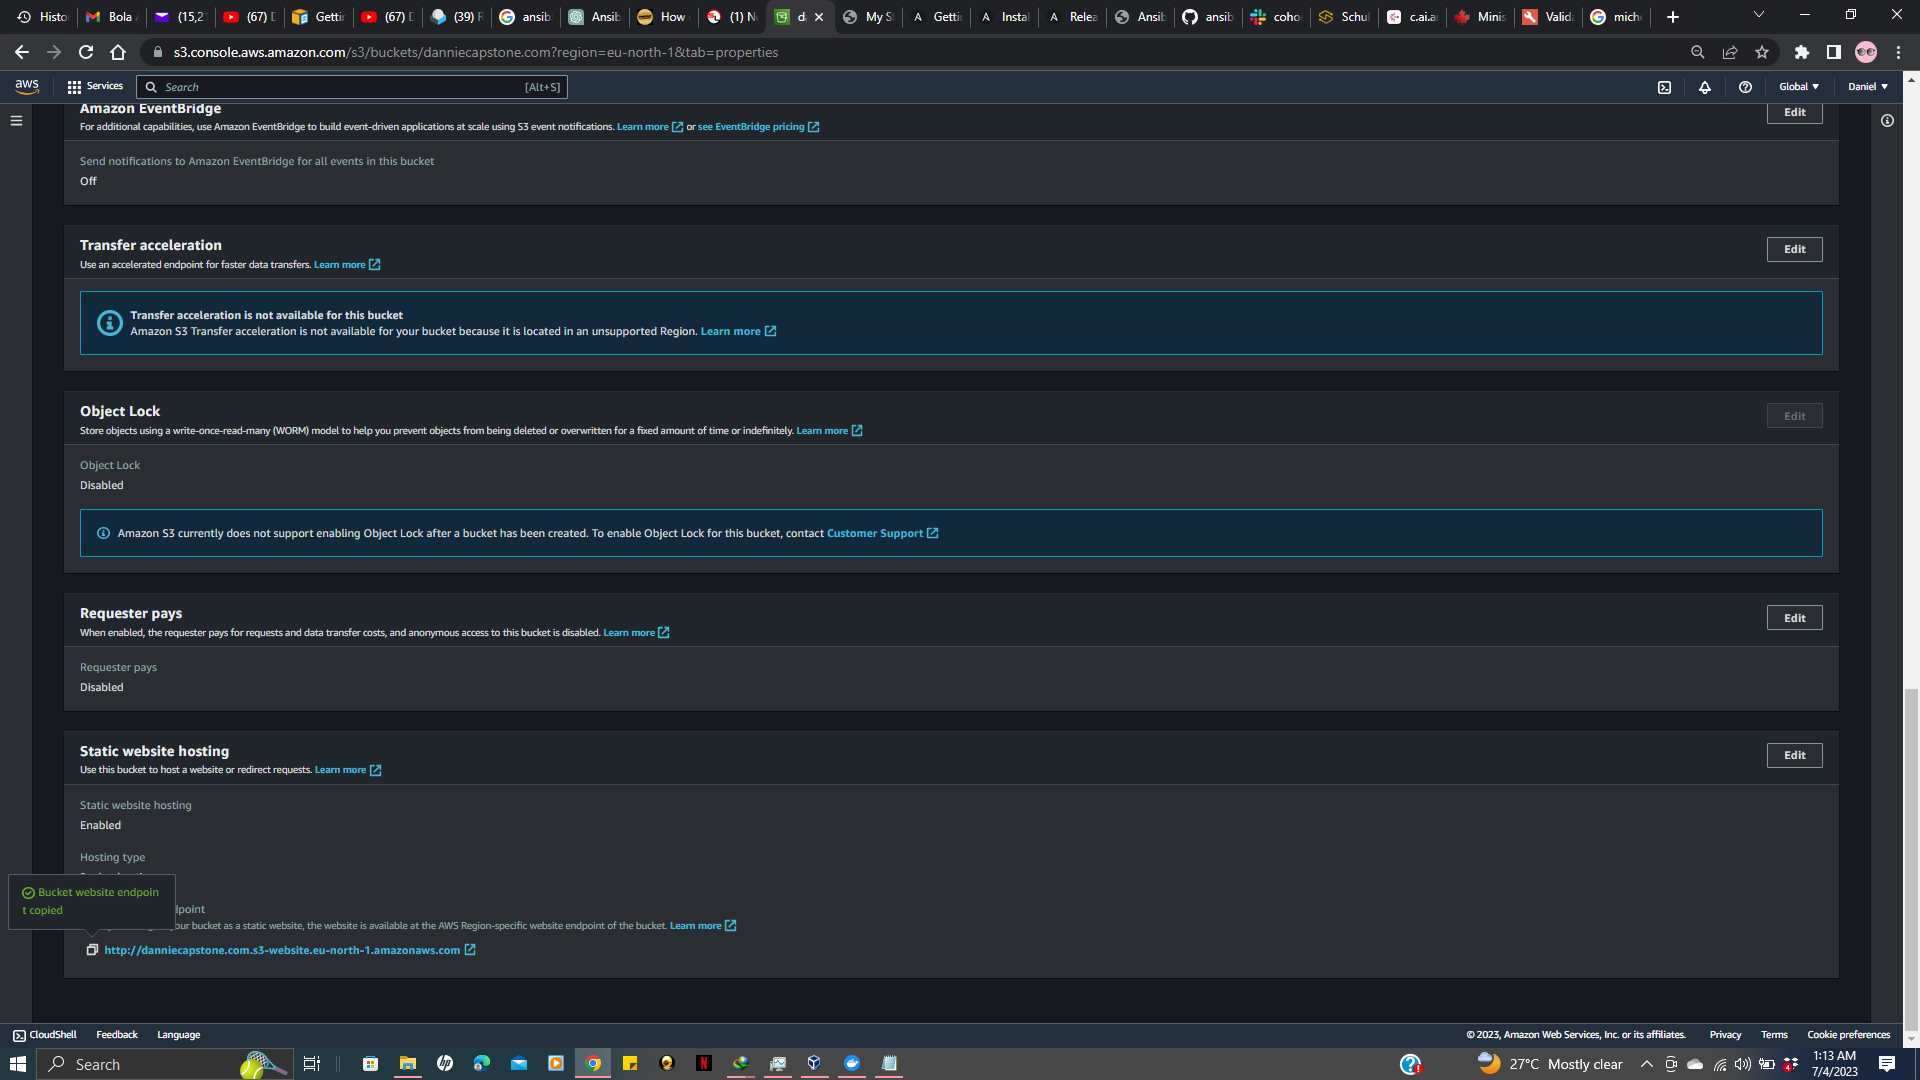 Histo
Bola
(15,2
(67) D
Gettir
(67) D
(39) F
ansib
Ansib
How
(1) N
My S
Gettir
Instal
Relea
Ansib
ansib
coho
Schul
c.ai.a
Minis
Valida
mich
s3.console.aws.amazon.com/s3/buckets/danniecapstone.com?region=eu-north-1&tab=properties
aws
Services
Search
[Alt+S]
Global
Daniel
Amazon EventBridge
Edit
For additional capabilities, use Amazon EventBridge to build event-driven applications at scale using S3 event notifications. Learn more or see EventBridge pricing
Send notifications to Amazon EventBridge for all events in this bucket
Off
Transfer acceleration
Edit
Use an accelerated endpoint for faster data transfers. Learn more
Transfer acceleration is not available for this bucket
Amazon S3 Transfer acceleration is not available for your bucket because it is located in an unsupported Region. Learn more
Object Lock
Edit
Store objects using a write-once-read-many (WORM) model to help you prevent objects from being deleted or overwritten for a fixed amount of time or indefinitely. Learn more
Object Lock
Disabled
Amazon S3 currently does not support enabling Object Lock after a bucket has been created. To enable Object Lock for this bucket, contact Customer Support
Requester pays
Edit
When enabled, the requester pays for requests and data transfer costs, and anonymous access to this bucket is disabled. Learn more
Requester pays
Disabled
Static website hosting
Edit
Use this bucket to host a website or redirect requests. Learn more
Static website hosting
Enabled
Hosting type
Bucket website endpoin
t copied
dpoint
our bucket as a static website, the website is available at the AWS Region-specific website endpoint of the bucket. Learn more
http://danniecapstone.com.s3-website.eu-north-1.amazonaws.com
CloudShell
Feedback
Language
© 2023, Amazon Web Services, Inc. or its affiliates.
Privacy
Terms
Cookie preferences
Search
27°C Mostly clear
1:13 AM
7/4/2023